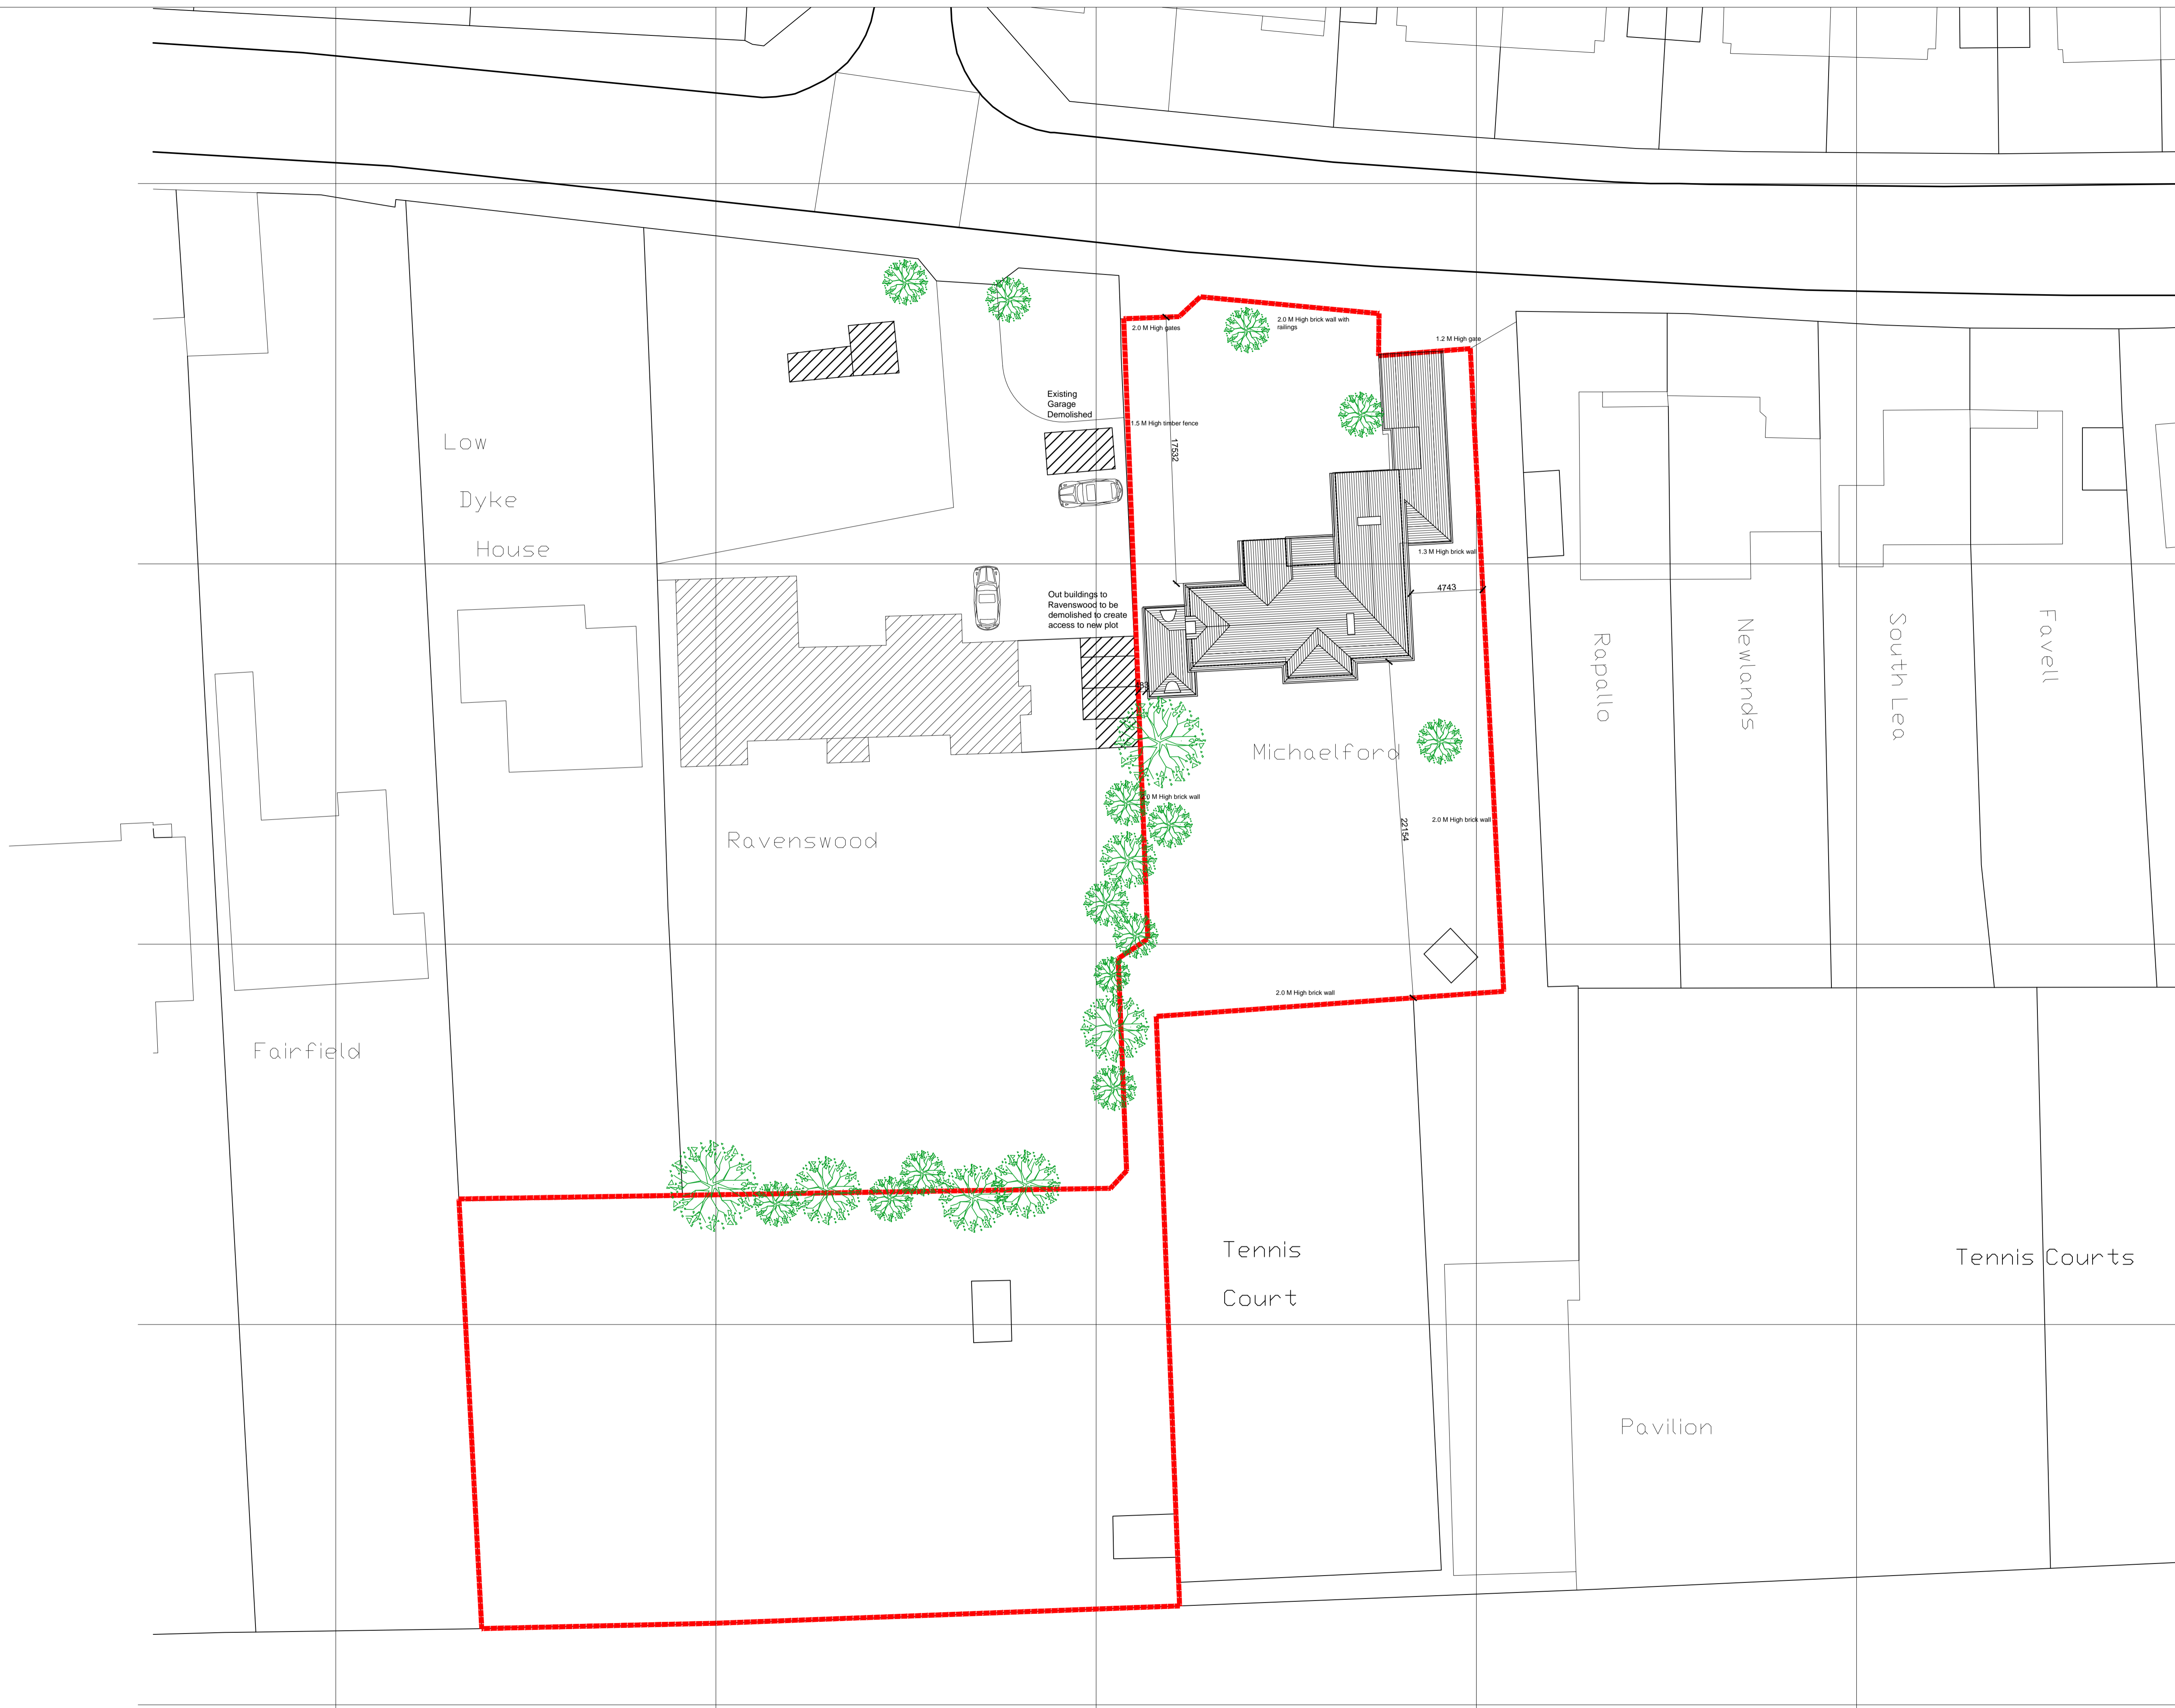 2.0 M High gates
2.0 M High brick wall with
railings
1.2 M High gate
Existing
Garage
Demolished
1.5 M High timber fence
17532
Low
Dyke
House
1.3 M High brick wall
4743
Out buildings to
Ravenswood to be
demolished to create
access to new plot
Rapallo
Newlands
South Lea
Favell
Michaelford
Ravenswood
2.0 M High brick wall
22154
2.0 M High brick wall
2.0 M High brick wall
Fairfield
Tennis
Court
Tennis Courts
Pavilion